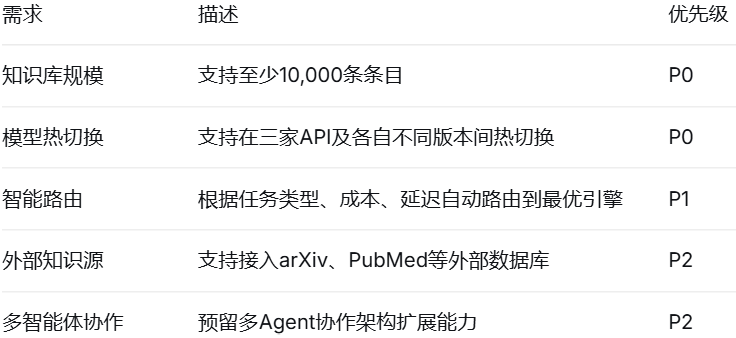 需求 描述 优先级
知识库规模 支持至少10,000条条目 P0
模型热切换 支持在三家API及各自不同版本间热切换 P0
智能路由 根据任务类型、成本、延迟自动路由到最优引擎 P1
外部知识源 支持接入arXiv、PubMed等外部数据库 P2
多智能体协作 预留多Agent协作架构扩展能力 P2